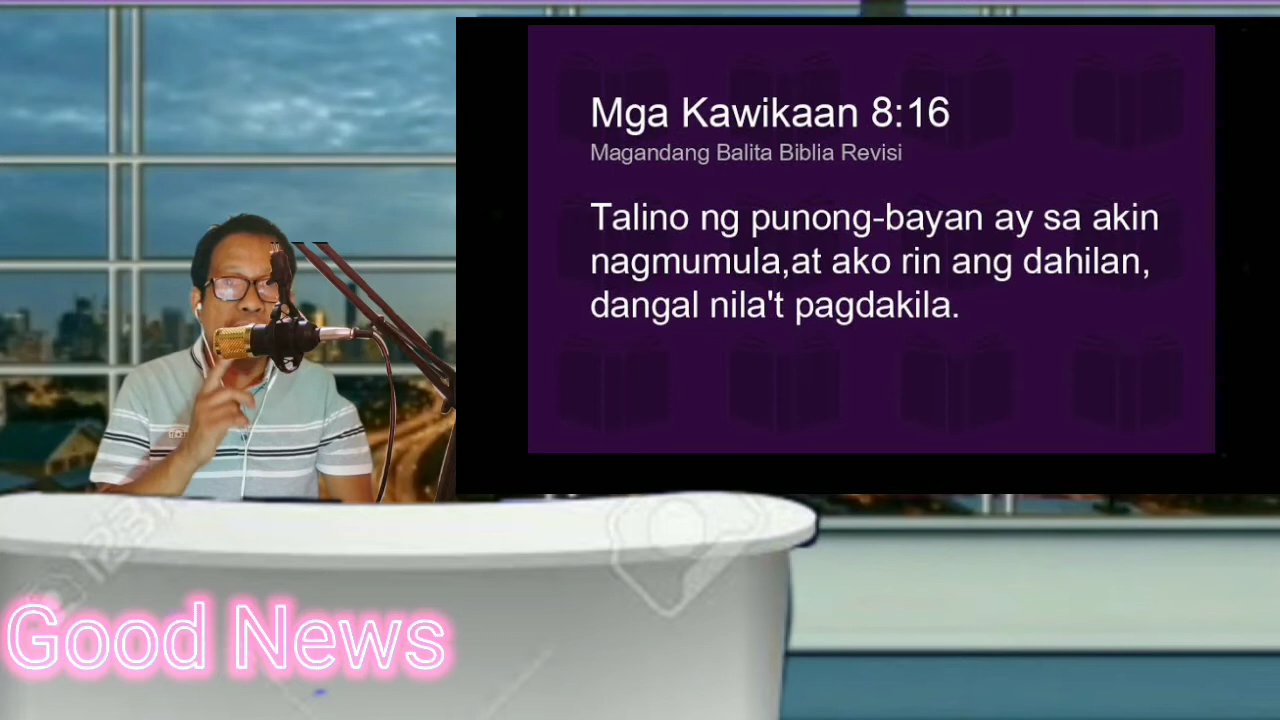 Mga Kawikaan 8:16
Magandang Balita Biblia Revisi
Talino ng punong-bayan ay sa akin
nagmumula,at ako rin ang dahilan,
dangal nila't pagdakila.
Good News